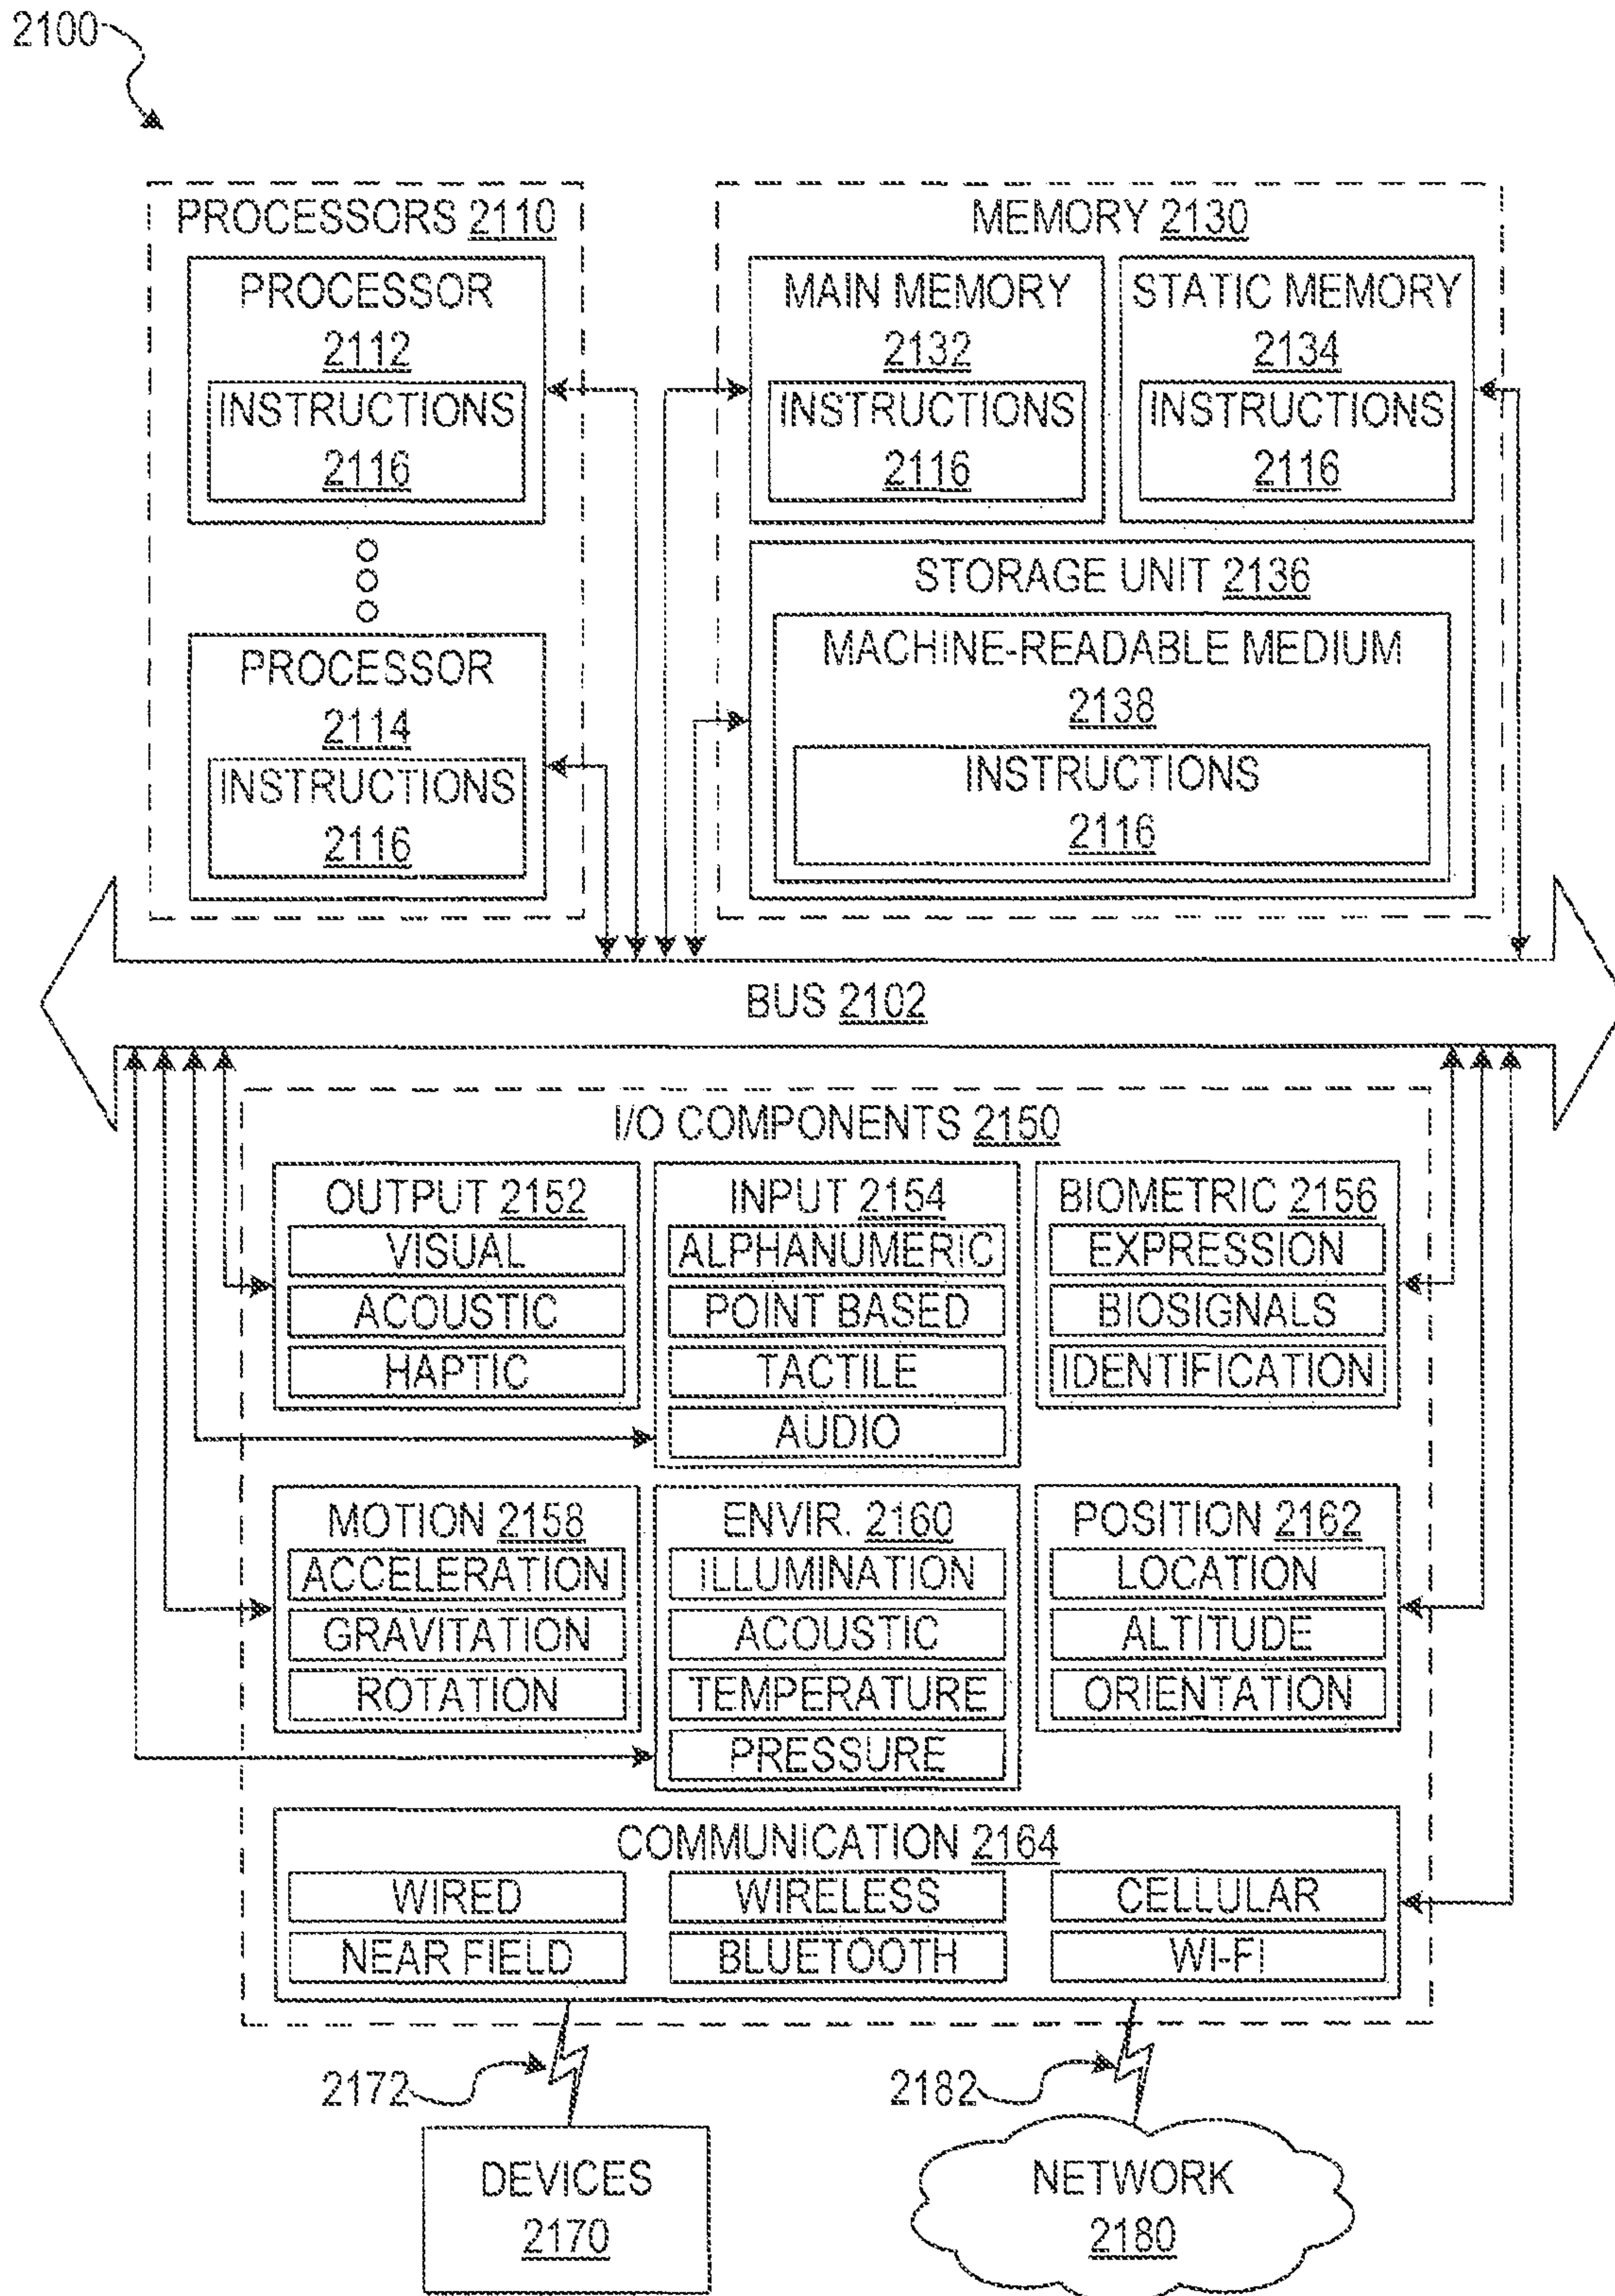 2100
PROCESSORS 2110
PROCESSOR
2112
INSTRUCTIONS
2116
PROCESSOR
2114
INSTRUCTIONS
2116
MEMORY 2130
MAIN MEMORY
2132
INSTRUCTIONS
2116
STATIC MEMORY
2134
INSTRUCTIONS
2116
STORAGE UNIT 2136
MACHINE-READABLE MEDIUM
2138
INSTRUCTIONS
2116
BUS 2102
I/O COMPONENTS 2150
OUTPUT 2152
VISUAL
ACOUSTIC
HAPTIC
INPUT 2154
ALPHANUMERIC
POINT BASED
TACTILE
AUDIO
BIOMETRIC 2156
EXPRESSION
BIOSIGNALS
IDENTIFICATION
MOTION 2158
ACCELERATION
GRAVITATION
ROTATION
ENVIR. 2160
ILLUMINATION
ACOUSTIC
TEMPERATURE
PRESSURE
POSITION 2162
LOCATION
ALTITUDE
ORIENTATION
COMMUNICATION 2164
WIRED
WIRELESS
CELLULAR
NEAR FIELD
BLUETOOTH
WI-FI
2172
2182
DEVICES
2170
NETWORK
2180